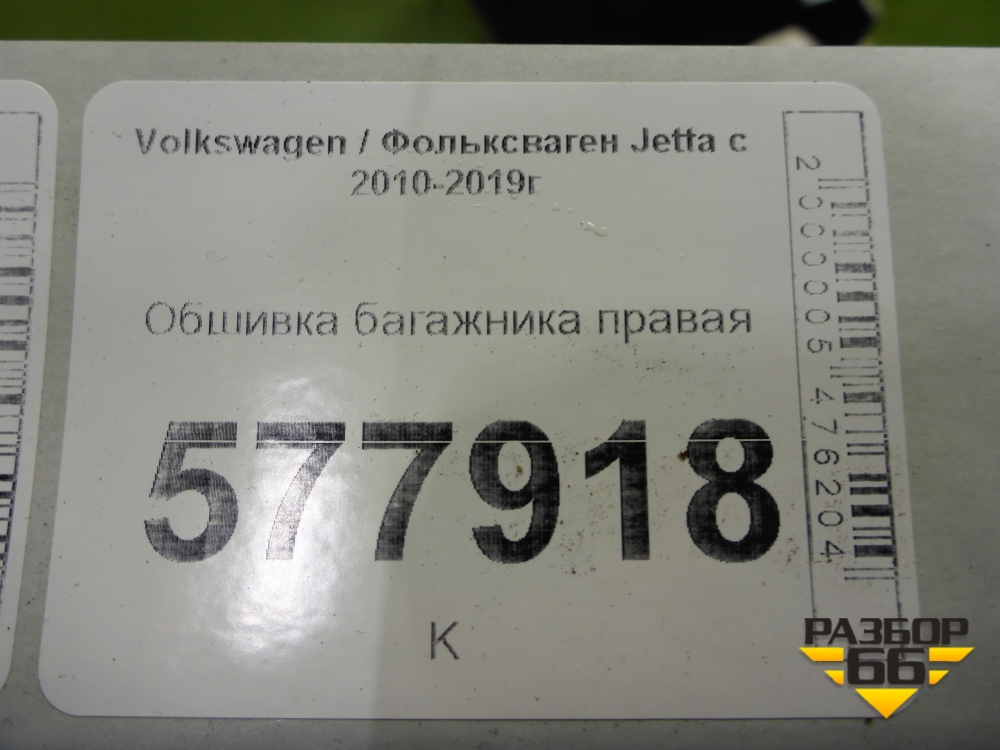 Volkswagen / Фольксваген Jetta с
2010-2019г
Обшивка багажника правая
577918
К
2000005476204
РАЗБОР
66